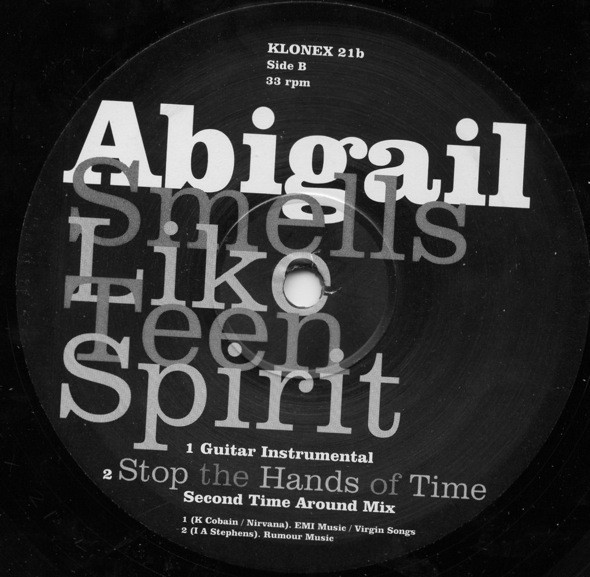 KLONEX 21b
Side B
33 rpm
Abigail
Smells
Like
Teen
Spirit
1 Guitar Instrumental
2 Stop the Hands of Time
Second Time Around Mix
1 (K Cobain / Nirvana). EMI Music / Virgin Songs
2 (I A Stephens). Rumour Music